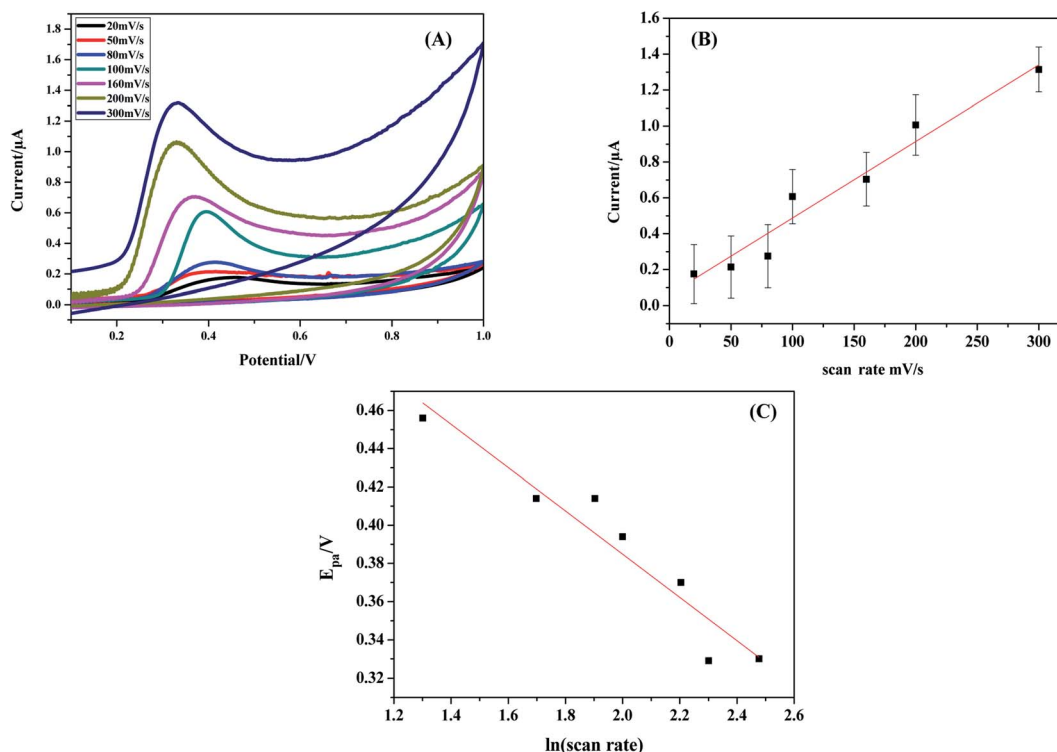 (A)
20mV/s
50mV/s
80mV/s
100mV/s
160mV/s
200mV/s
300mV/s
Current/μA
1.8
1.6
1.4
1.2
1.0
0.8
0.6
0.4
0.2
0.0
0.2 0.4 0.6 0.8 1.0
Potential/V
(B)
Current/μA
1.6
1.4
1.2
1.0
0.8
0.6
0.4
0.2
0.0
0 50 100 150 200 250 300
scan rate mV/s
(C)
E_pa/V
0.46
0.44
0.42
0.40
0.38
0.36
0.34
0.32
1.2 1.4 1.6 1.8 2.0 2.2 2.4 2.6
ln(scan rate)